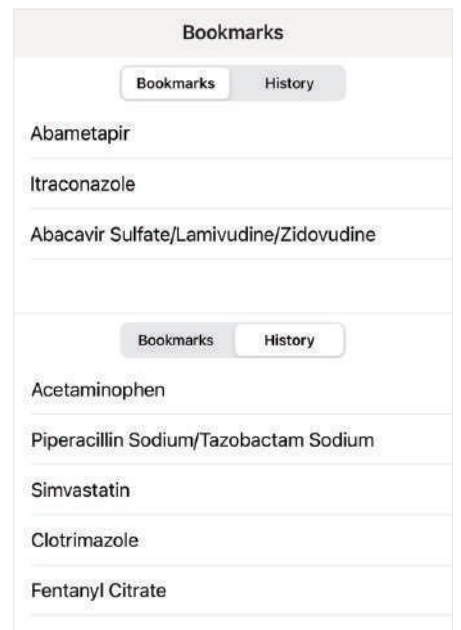 Bookmarks
Bookmarks History
Abametapir
Itraconazole
Abacavir Sulfate/Lamivudine/Zidovudine
Bookmarks History
Acetaminophen
Piperacillin Sodium/Tazobactam Sodium
Simvastatin
Clotrimazole
Fentanyl Citrate